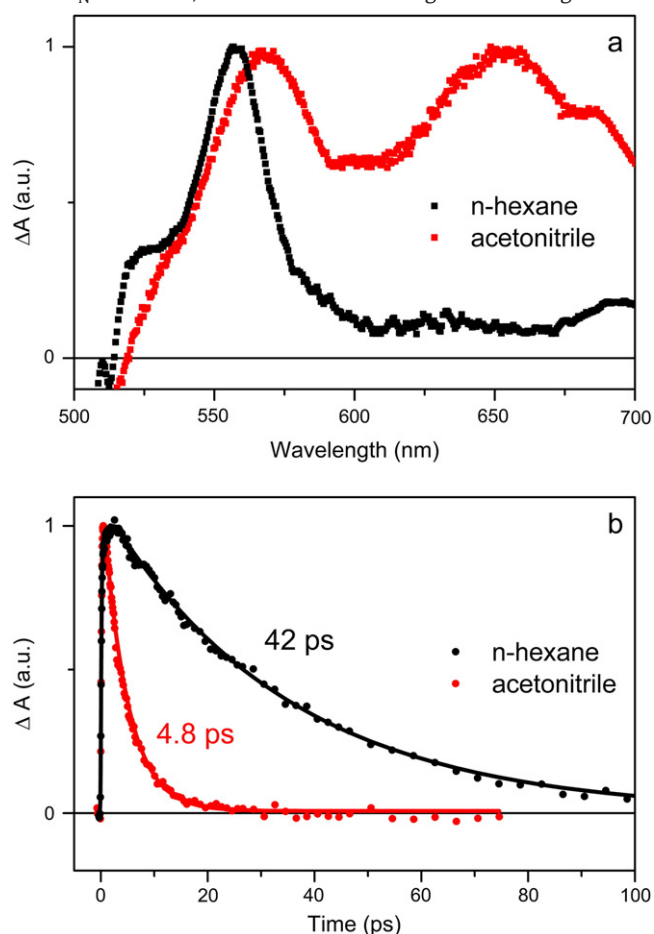 a
1
ΔA (a.u.)
n-hexane
acetonitrile
0
500 550 600 650 700
Wavelength (nm)
b
1
Δ A (a.u.)
42 ps
n-hexane
acetonitrile
4.8 ps
0
0 20 40 60 80 100
Time (ps)